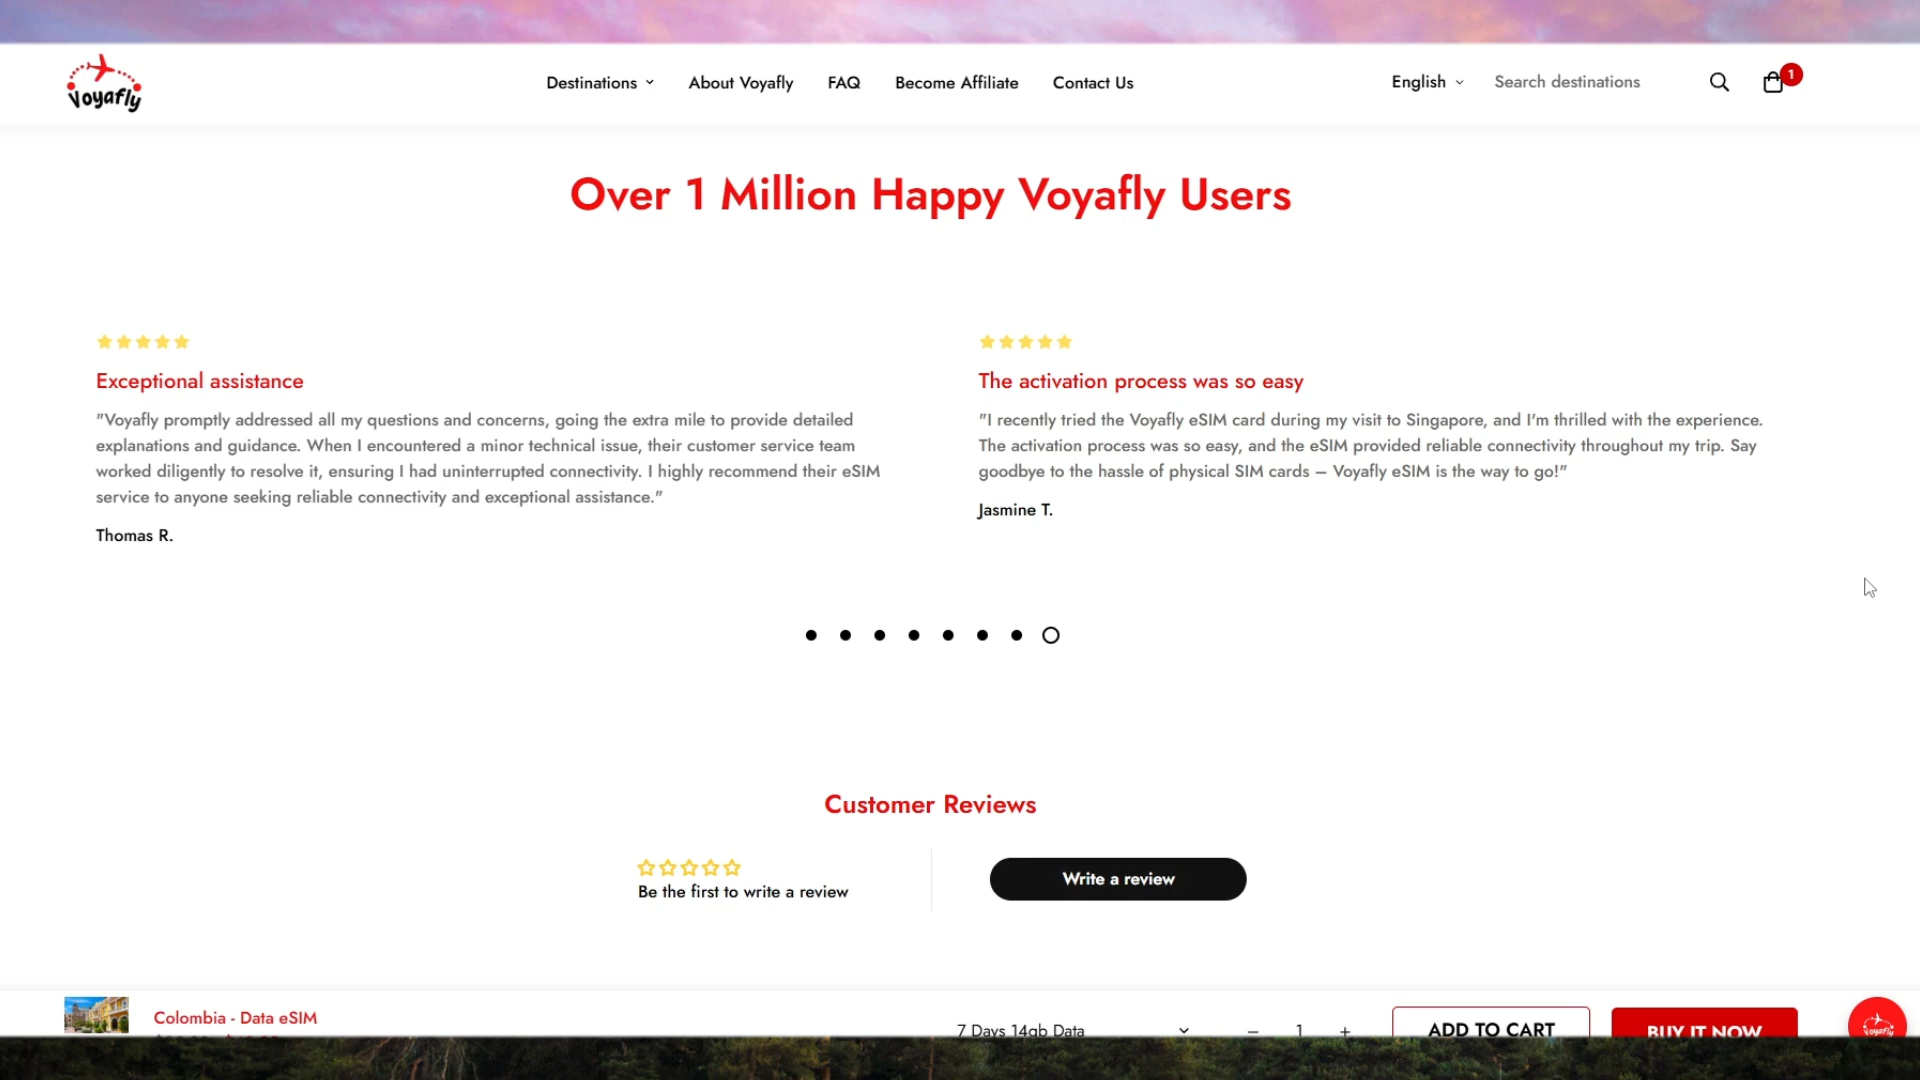 Voyafly
Destinations
About Voyafly
FAQ
Become Affiliate
Contact Us
English
Search destinations
1
Over 1 Million Happy Voyafly Users
Exceptional assistance
"Voyafly promptly addressed all my questions and concerns, going the extra mile to provide detailed
explanations and guidance. When I encountered a minor technical issue, their customer service team
worked diligently to resolve it, ensuring I had uninterrupted connectivity. I highly recommend their eSIM
service to anyone seeking reliable connectivity and exceptional assistance."
Thomas R.
The activation process was so easy
"I recently tried the Voyafly eSIM card during my visit to Singapore, and I'm thrilled with the experience.
The activation process was so easy, and the eSIM provided reliable connectivity throughout my trip. Say
goodbye to the hassle of physical SIM cards – Voyafly eSIM is the way to go!"
Jasmine T.
Customer Reviews
Be the first to write a review
Write a review
Colombia - Data eSIM
7 Days 14gb Data
− 1 +
ADD TO CART
BUY IT NOW
Voyafly